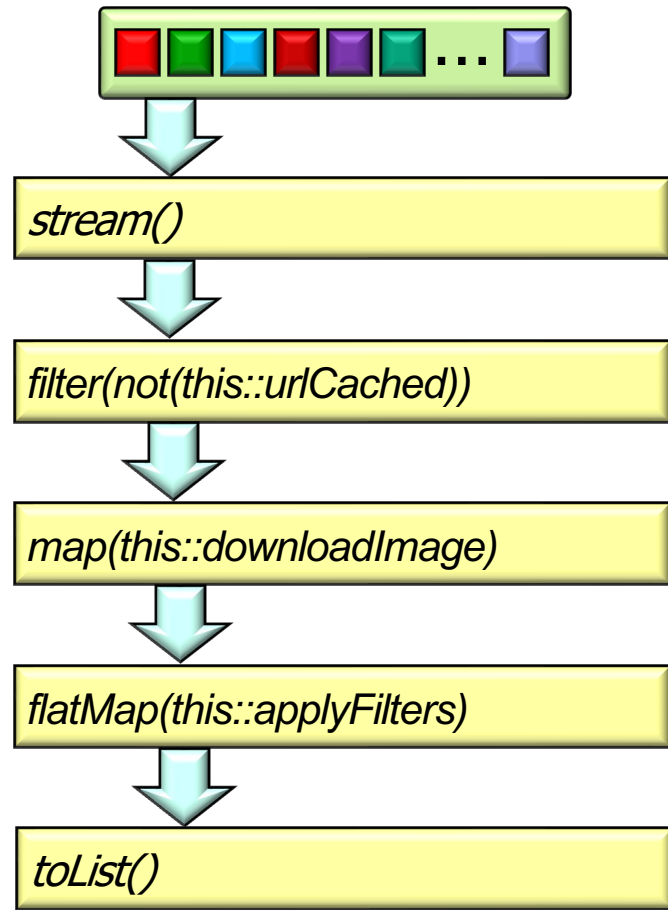 ...
stream()
filter(not(this::urlCached))
map(this::downloadImage)
flatMap(this::applyFilters)
toList()